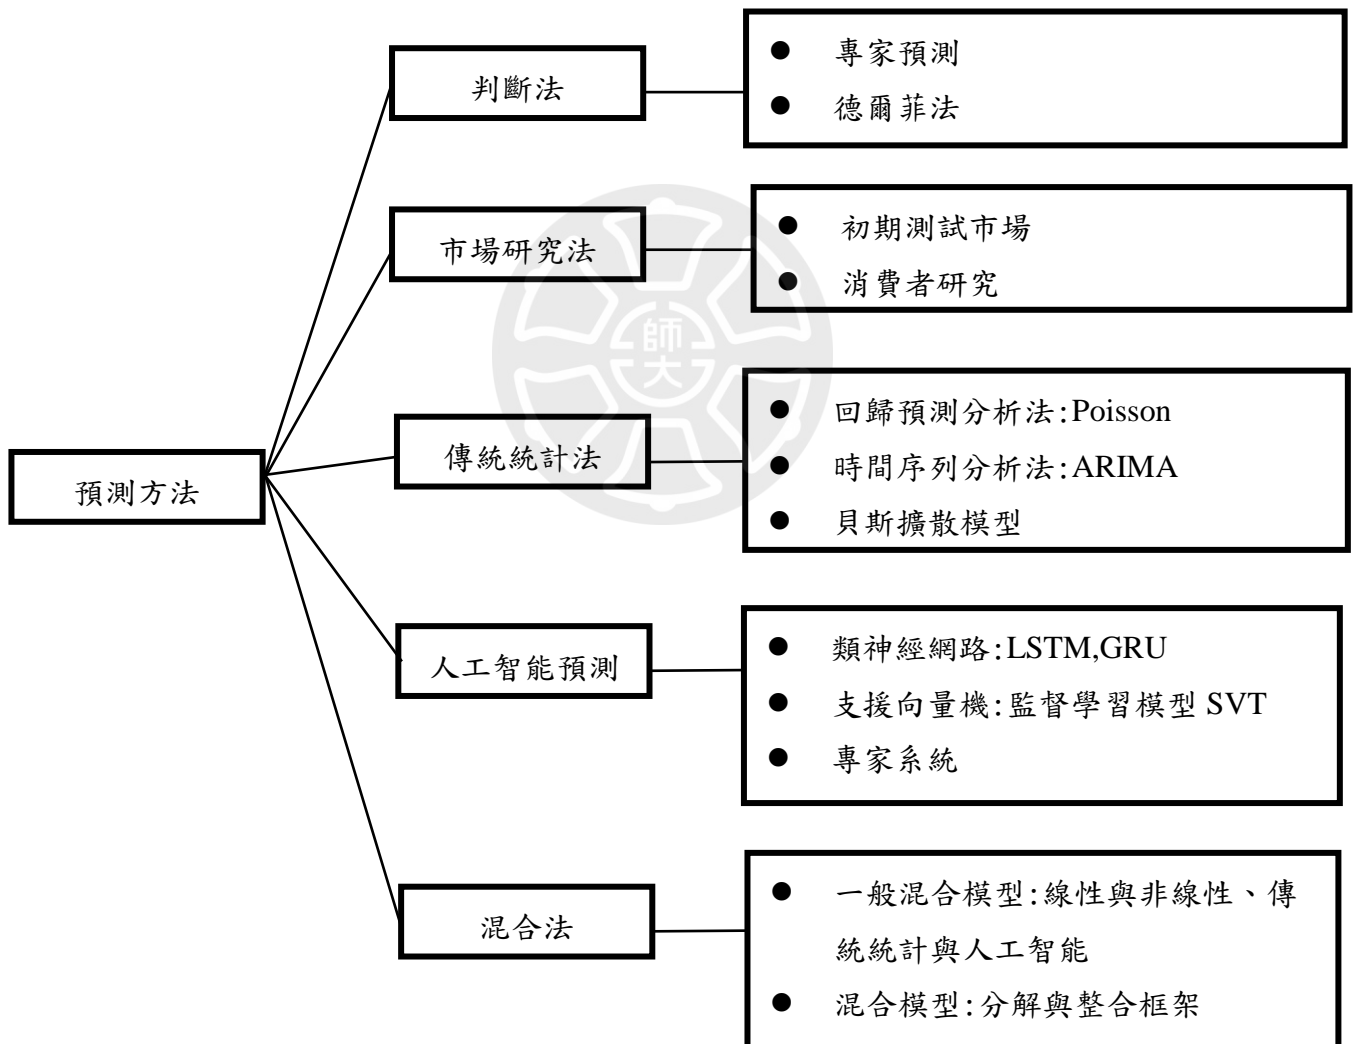 預測方法
判斷法
● 專家預測
● 德爾菲法
市場研究法
● 初期測試市場
● 消費者研究
傳統統計法
● 回歸預測分析法:Poisson
● 時間序列分析法:ARIMA
● 貝斯擴散模型
人工智能預測
● 類神經網路:LSTM,GRU
● 支援向量機:監督學習模型 SVT
● 專家系統
混合法
● 一般混合模型:線性與非線性、傳
統統計與人工智能
● 混合模型:分解與整合框架
師大